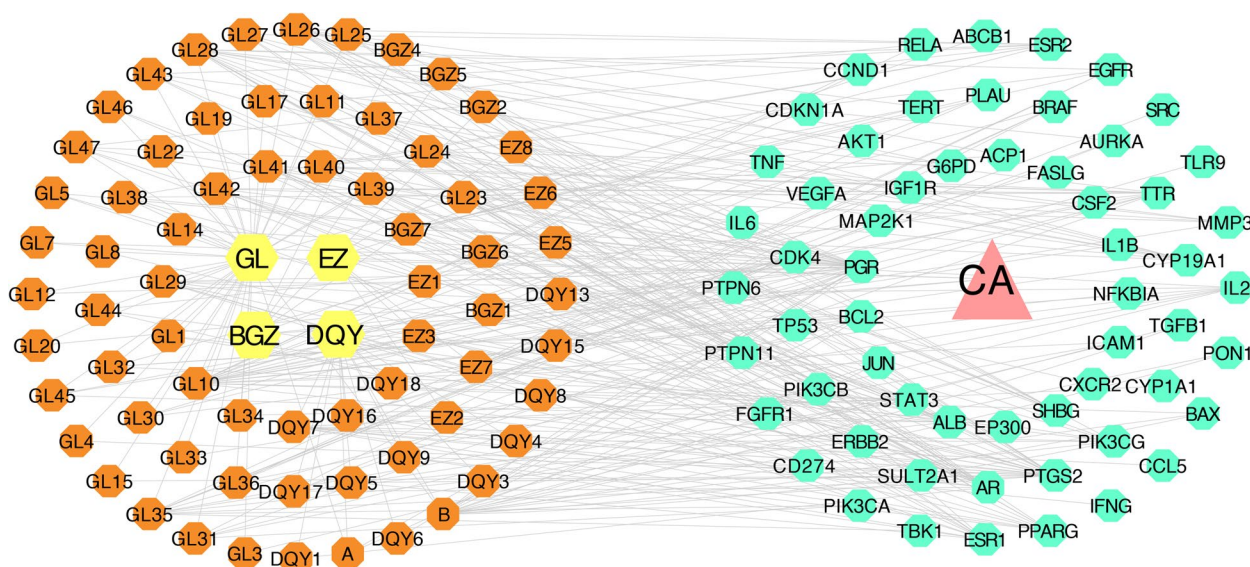 GL26
GL27
GL25
GL28
BGZ4
GL43
BGZ5
GL46
GL19
GL17
GL11
GL37
BGZ2
GL47
GL22
GL41
GL40
GL24
EZ8
GL5
GL38
GL42
GL39
GL23
EZ6
GL7
GL8
GL14
BGZ7
BGZ6
EZ5
GL
EZ
GL12
GL44
GL29
EZ1
BGZ1
DQY13
GL20
GL1
BGZ
DQY
EZ3
DQY15
GL45
GL32
GL10
DQY18
EZ7
DQY8
GL4
GL30
GL34
DQY7
DQY16
EZ2
DQY4
GL15
GL33
GL36
DQY17
DQY5
DQY9
DQY3
GL35
GL31
GL3
DQY1
A
DQY6
B
RELA
ABCB1
ESR2
CCND1
EGFR
CDKN1A
TERT
PLAU
BRAF
SRC
TNF
AKT1
G6PD
ACP1
AURKA
TLR9
VEGFA
IGF1R
FASLG
TTR
IL6
MAP2K1
CSF2
MMP3
CDK4
PGR
IL1B
CYP19A1
PTPN6
CA
NFKBIA
IL2
TP53
BCL2
TGFB1
PTPN11
JUN
ICAM1
PON1
PIK3CB
STAT3
CXCR2
CYP1A1
FGFR1
ALB
EP300
SHBG
BAX
ERBB2
PIK3CG
CD274
SULT2A1
AR
PTGS2
CCL5
PIK3CA
TBK1
ESR1
PPARG
IFNG